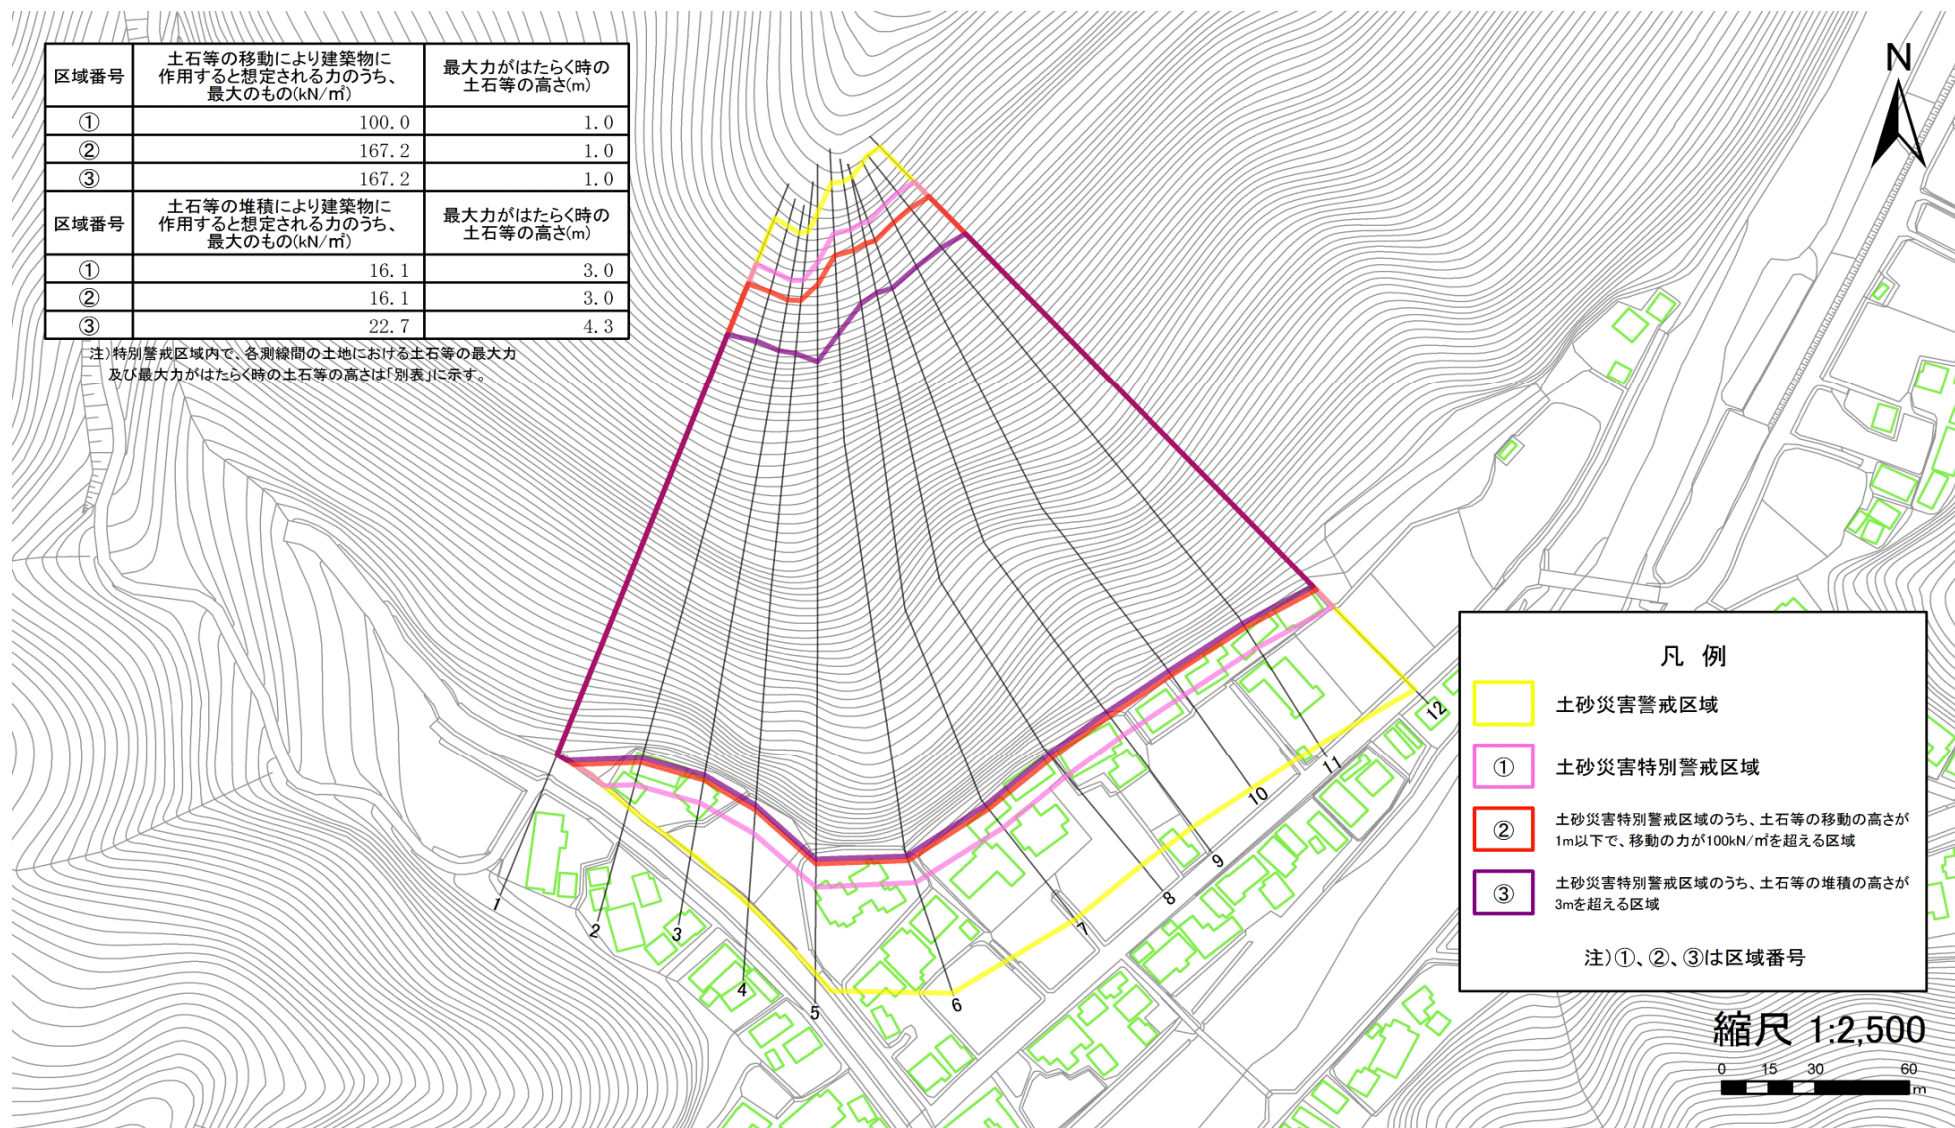 区域番号
土石等の移動により建築物に
作用すると想定される力のうち、
最大のもの(kN/㎡)
最大力がはたらく時の
土石等の高さ(m)
① 100.0 1.0
② 167.2 1.0
③ 167.2 1.0
区域番号
土石等の堆積により建築物に
作用すると想定される力のうち、
最大のもの(kN/㎡)
最大力がはたらく時の
土石等の高さ(m)
① 16.1 3.0
② 16.1 3.0
③ 22.7 4.3
注)特別警戒区域内で、各測線間の土地における土石等の最大力
及び最大力がはたらく時の土石等の高さは「別表」に示す。
N
1
2
3
4
5
6
7
8
9
10
11
12
凡 例
土砂災害警戒区域
① 土砂災害特別警戒区域
② 土砂災害特別警戒区域のうち、土石等の移動の高さが
1m以下で、移動の力が100kN/㎡を超える区域
③ 土砂災害特別警戒区域のうち、土石等の堆積の高さが
3mを超える区域
注)①、②、③は区域番号
縮尺 1:2,500
0 15 30 60
m